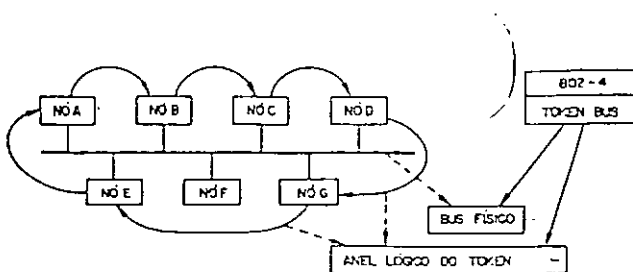 802-4
TOKEN BUS
NÓ A
NÓ B
NÓ C
NÓ D
NÓ E
NÓ F
NÓ G
BUS FÍSICO
ANEL LÓGICO DO TOKEN